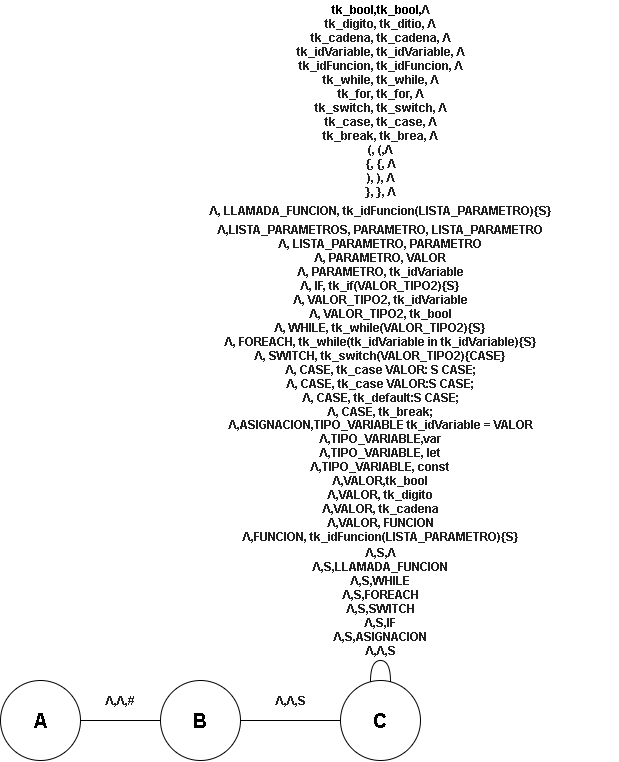 tk_bool,tk_bool,Λ
tk_digito, tk_ditio, Λ
tk_cadena, tk_cadena, Λ
tk_idVariable, tk_idVariable, Λ
tk_idFuncion, tk_idFuncion, Λ
tk_while, tk_while, Λ
tk_for, tk_for, Λ
tk_switch, tk_switch, Λ
tk_case, tk_case, Λ
tk_break, tk_brea, Λ
(, (,Λ
{, {, Λ
), ), Λ
}, }, Λ
Λ, LLAMADA_FUNCION, tk_idFuncion(LISTA_PARAMETRO){S}
Λ,LISTA_PARAMETROS, PARAMETRO, LISTA_PARAMETRO
Λ, LISTA_PARAMETRO, PARAMETRO
Λ, PARAMETRO, VALOR
Λ, PARAMETRO, tk_idVariable
Λ, IF, tk_if(VALOR_TIPO2){S}
Λ, VALOR_TIPO2, tk_idVariable
Λ, VALOR_TIPO2, tk_bool
Λ, WHILE, tk_while(VALOR_TIPO2){S}
Λ, FOREACH, tk_while(tk_idVariable in tk_idVariable){S}
Λ, SWITCH, tk_switch(VALOR_TIPO2){CASE}
Λ, CASE, tk_case VALOR: S CASE;
Λ, CASE, tk_case VALOR:S CASE;
Λ, CASE, tk_default:S CASE;
Λ, CASE, tk_break;
Λ,ASIGNACION,TIPO_VARIABLE tk_idVariable = VALOR
Λ,TIPO_VARIABLE,var
Λ,TIPO_VARIABLE, let
Λ,TIPO_VARIABLE, const
Λ,VALOR,tk_bool
Λ,VALOR, tk_digito
Λ,VALOR, tk_cadena
Λ,VALOR, FUNCION
Λ,FUNCION, tk_idFuncion(LISTA_PARAMETRO){S}
Λ,S,Λ
Λ,S,LLAMADA_FUNCION
Λ,S,WHILE
Λ,S,FOREACH
Λ,S,SWITCH
Λ,S,IF
Λ,S,ASIGNACION
Λ,Λ,S
A Λ,Λ,# B Λ,Λ,S C